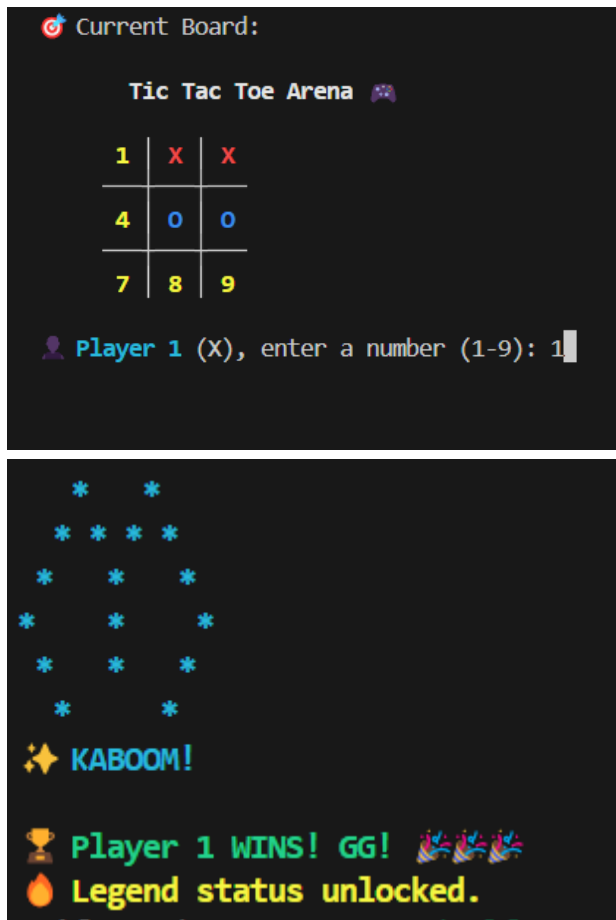 🎯 Current Board:
Tic Tac Toe Arena 🎮
1 | X | X
4 | O | O
7 | 8 | 9
👤 Player 1 (X), enter a number (1-9): 1
*   *
* * * *
*   *   *
*    *    *
*   *   *
*     *
✨ KABOOM!
🏆 Player 1 WINS! GG! 🎉🎉🎉
🔥 Legend status unlocked.